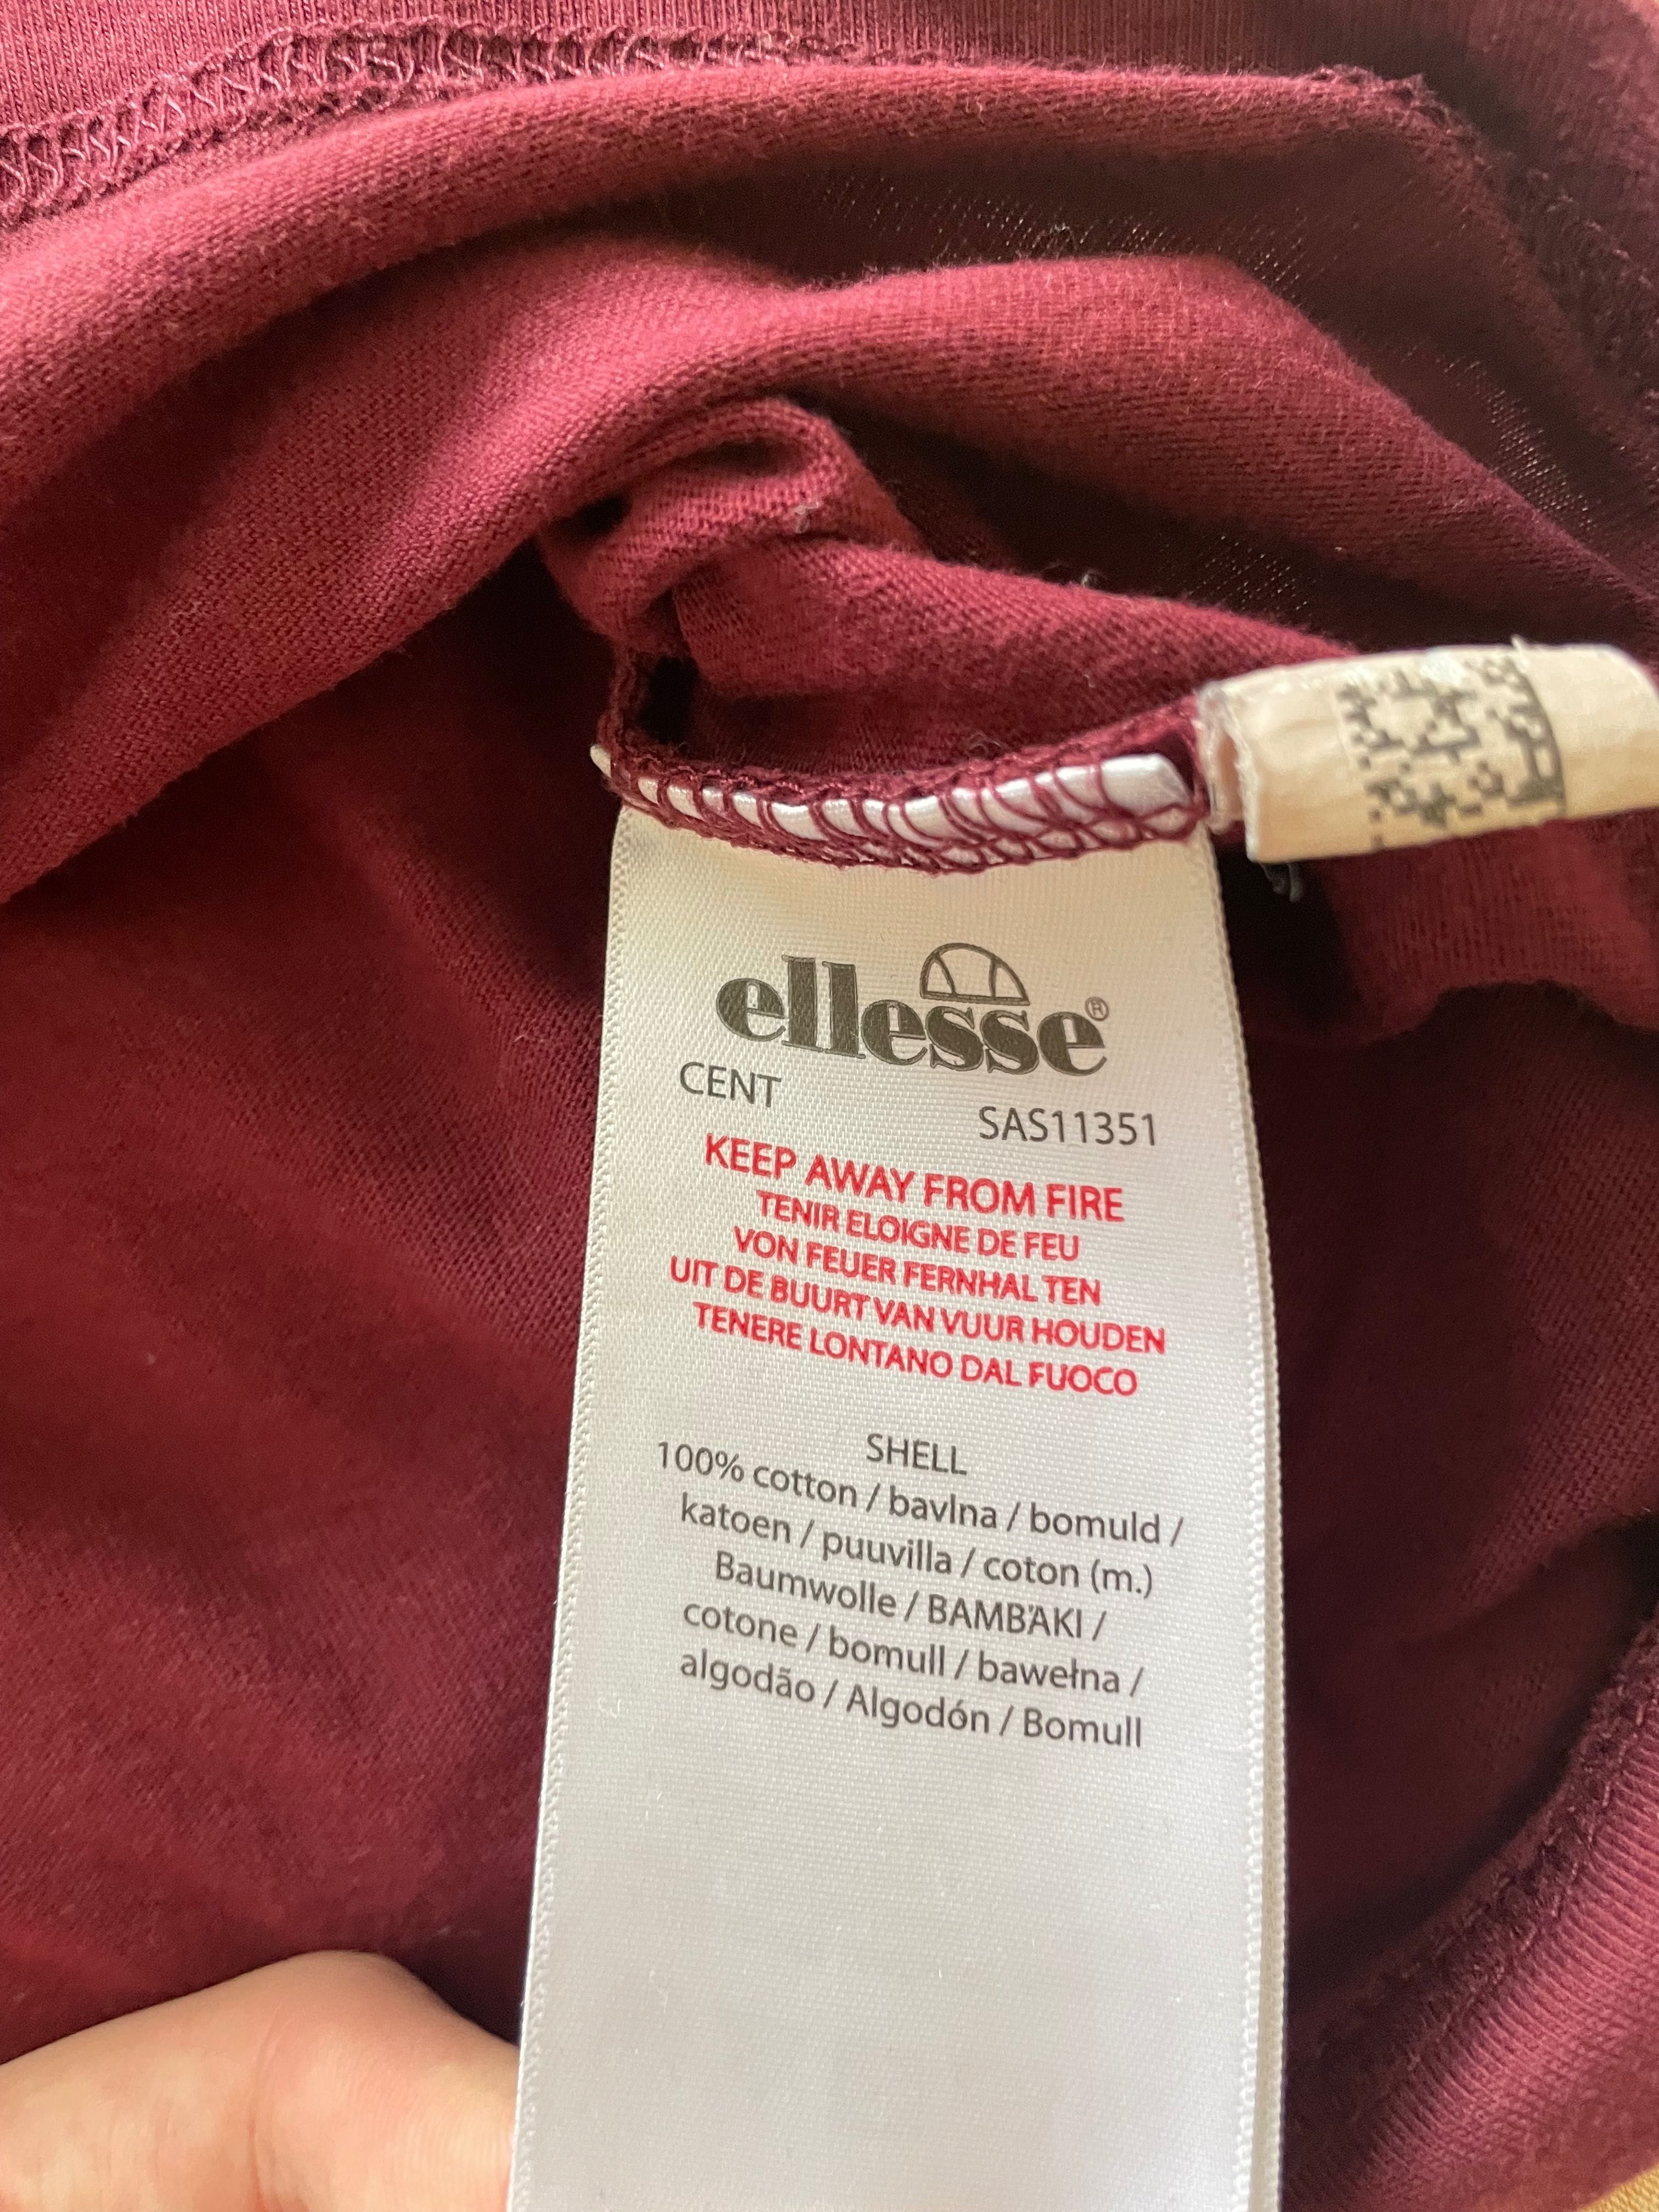 ellesse®
CENT
SAS11351
KEEP AWAY FROM FIRE
TENIR ELOIGNE DE FEU
VON FEUER FERNHAL TEN
UIT DE BUURT VAN VUUR HOUDEN
TENERE LONTANO DAL FUOCO
SHELL
100% cotton / bavlna / bomuld /
katoen / puuvilla / coton (m.)
Baumwolle / BAMB'AKI /
cotone / bomull / bawełna /
algodão / Algodón / Bomull